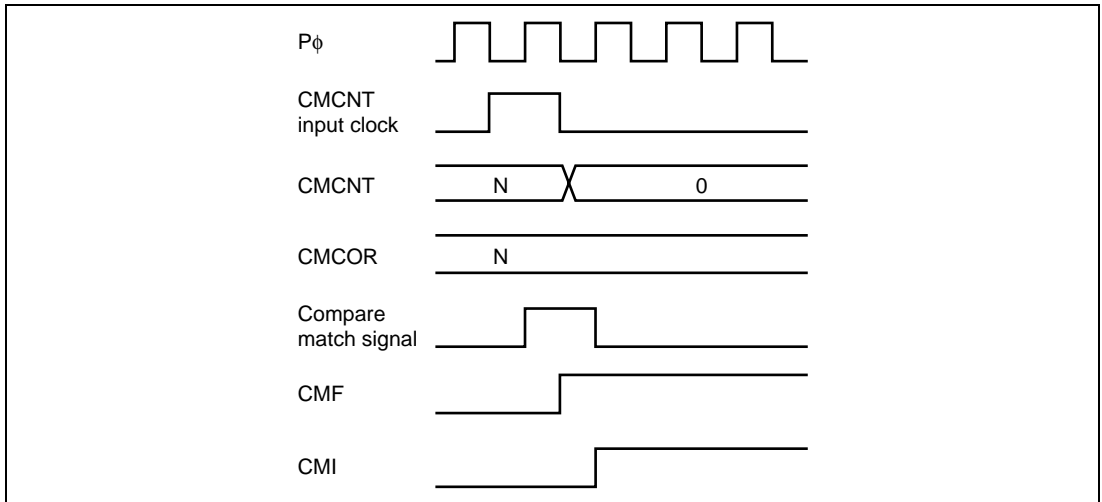 Pϕ
CMCNT
input clock
CMCNT
N
0
CMCOR
N
Compare
match signal
CMF
CMI